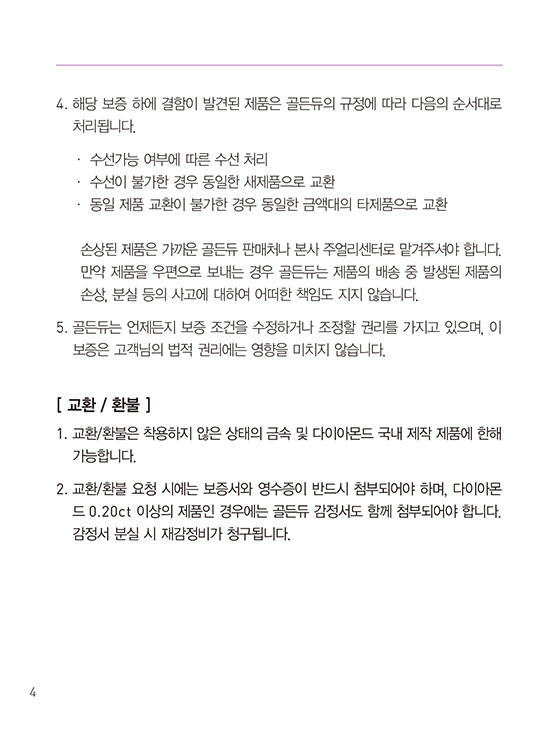 4. 해당 보증 하에 결함이 발견된 제품은 골든듀의 규정에 따라 다음의 순서대로
처리됩니다.
· 수선가능 여부에 따른 수선 처리
· 수선이 불가한 경우 동일한 새제품으로 교환
· 동일 제품 교환이 불가한 경우 동일한 금액대의 타제품으로 교환
손상된 제품은 가까운 골든듀 판매처나 본사 주얼리센터로 맡겨주셔야 합니다.
만약 제품을 우편으로 보내는 경우 골든듀는 제품의 배송 중 발생된 제품의
손상, 분실 등의 사고에 대하여 어떠한 책임도 지지 않습니다.
5. 골든듀는 언제든지 보증 조건을 수정하거나 조정할 권리를 가지고 있으며, 이
보증은 고객님의 법적 권리에는 영향을 미치지 않습니다.
[ 교환 / 환불 ]
1. 교환/환불은 착용하지 않은 상태의 금속 및 다이아몬드 국내 제작 제품에 한해
가능합니다.
2. 교환/환불 요청 시에는 보증서와 영수증이 반드시 첨부되어야 하며, 다이아몬
드 0.20ct 이상의 제품인 경우에는 골든듀 감정서도 함께 첨부되어야 합니다.
감정서 분실 시 재감정비가 청구됩니다.
4